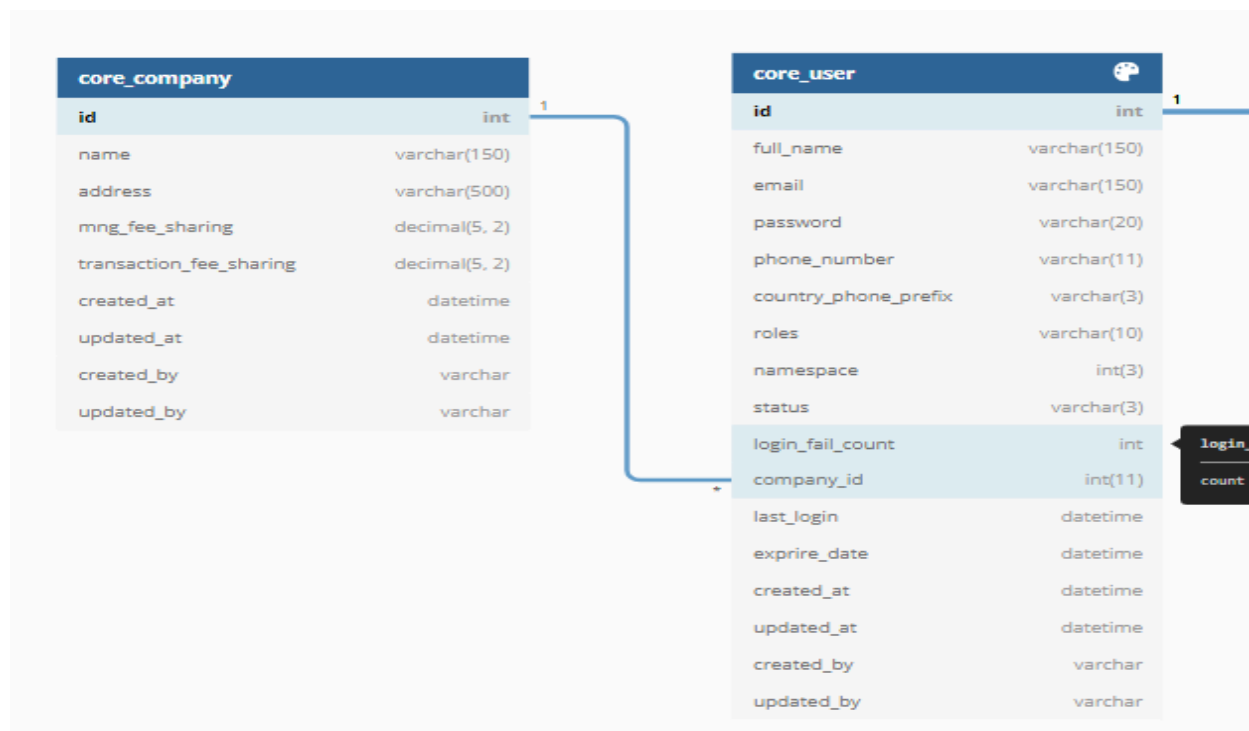 core_company
id int
name varchar(150)
address varchar(500)
mng_fee_sharing decimal(5, 2)
transaction_fee_sharing decimal(5, 2)
created_at datetime
updated_at datetime
created_by varchar
updated_by varchar
1
*
core_user
id int
full_name varchar(150)
email varchar(150)
password varchar(20)
phone_number varchar(11)
country_phone_prefix varchar(3)
roles varchar(10)
namespace int(3)
status varchar(3)
login_fail_count int
company_id int(11)
last_login datetime
exprire_date datetime
created_at datetime
updated_at datetime
created_by varchar
updated_by varchar
1
login_
count